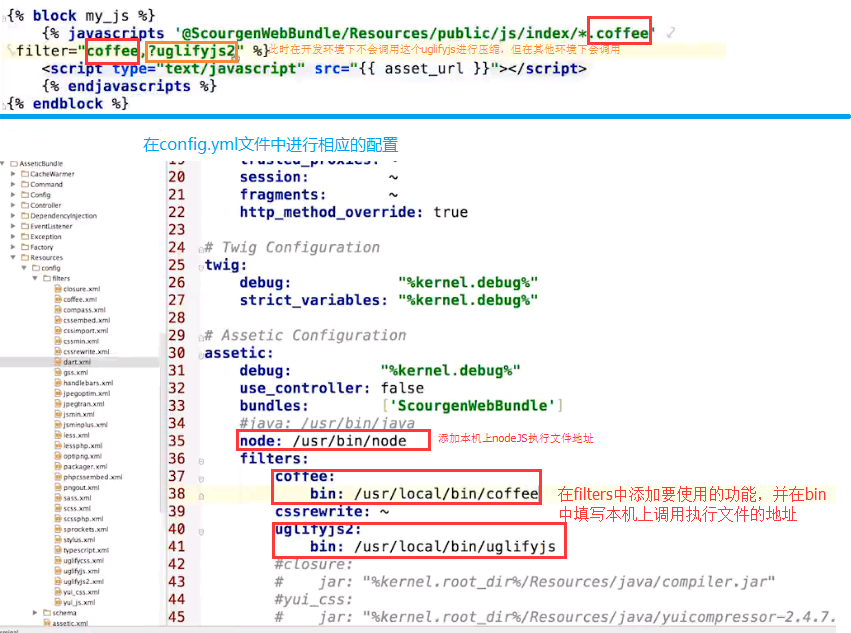 {% block my_js %}
{% javascripts '@ScourgenWebBundle/Resources/public/js/index/*.coffee'
filter="coffee,?uglifyjs2" %}此时在开发环境下不会调用这个uglifyjs进行压缩，但在其他环境下会调用
<script type="text/javascript" src="{{ asset_url }}"></script>
{% endjavascripts %}
{% endblock %}
在config.yml文件中进行相应的配置
AsseticBundle
CacheWarmer
Command
Config
Controller
DependencyInjection
EventListener
Exception
Factory
Resources
config
filters
closure.xml
coffee.xml
compass.xml
cssembed.xml
cssimport.xml
cssmin.xml
cssrewrite.xml
dart.xml
gss.xml
handlebars.xml
jpegoptim.xml
jpegtran.xml
jsmin.xml
jsminplus.xml
less.xml
lessphp.xml
optipng.xml
packager.xml
phpcssembed.xml
pngout.xml
sass.xml
scss.xml
scssphp.xml
sprockets.xml
stylus.xml
typescript.xml
uglifycss.xml
uglifyjs.xml
uglifyjs2.xml
yui_css.xml
yui_js.xml
schema
assetic.xml
19 trusted_proxies: ~
20 session: ~
21 fragments: ~
22 http_method_override: true
23
24 # Twig Configuration
25 twig:
26 debug: "%kernel.debug%"
27 strict_variables: "%kernel.debug%"
28
29 # Assetic Configuration
30 assetic:
31 debug: "%kernel.debug%"
32 use_controller: false
33 bundles: ['ScourgenWebBundle']
34 #java: /usr/bin/java
35 node: /usr/bin/node 添加本机上nodeJS执行文件地址
36 filters:
37 coffee:
38 bin: /usr/local/bin/coffee
39 cssrewrite: ~
40 uglifyjs2:
41 bin: /usr/local/bin/uglifyjs
42 #closure:
43 # jar: "%kernel.root_dir%/Resources/java/compiler.jar"
44 #yui_css:
45 # jar: "%kernel.root_dir%/Resources/java/yuicompressor-2.4.7.
在filters中添加要使用的功能，并在bin
中填写本机上调用执行文件的地址